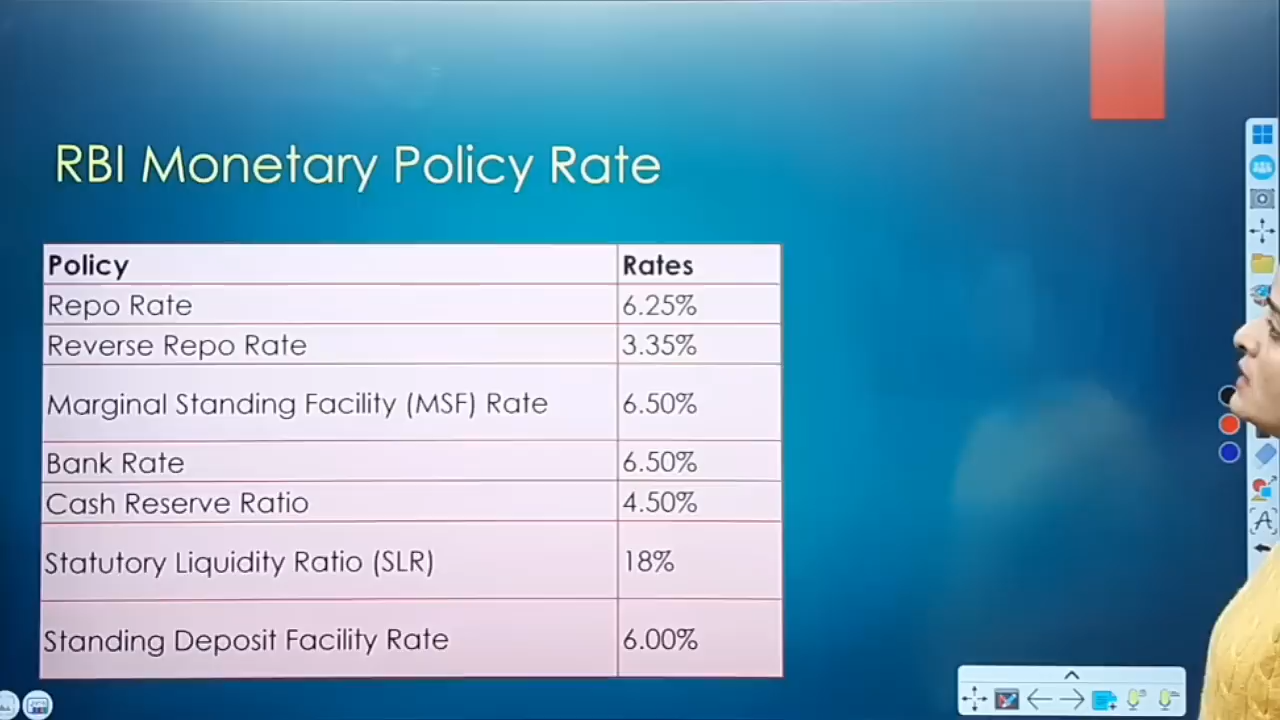 RBI Monetary Policy Rate
Policy Rates
Repo Rate 6.25%
Reverse Repo Rate 3.35%
Marginal Standing Facility (MSF) Rate 6.50%
Bank Rate 6.50%
Cash Reserve Ratio 4.50%
Statutory Liquidity Ratio (SLR) 18%
Standing Deposit Facility Rate 6.00%
A